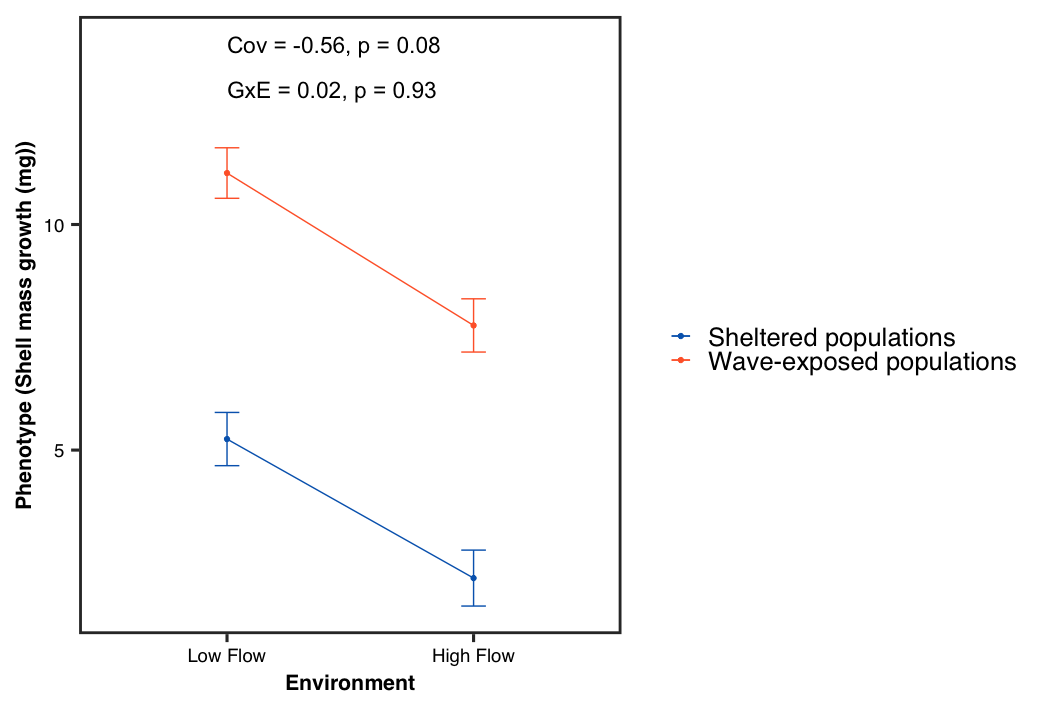 Cov = -0.56, p = 0.08
GxE = 0.02, p = 0.93
Phenotype (Shell mass growth (mg))
10
5
Low Flow
High Flow
Environment
Sheltered populations
Wave-exposed populations